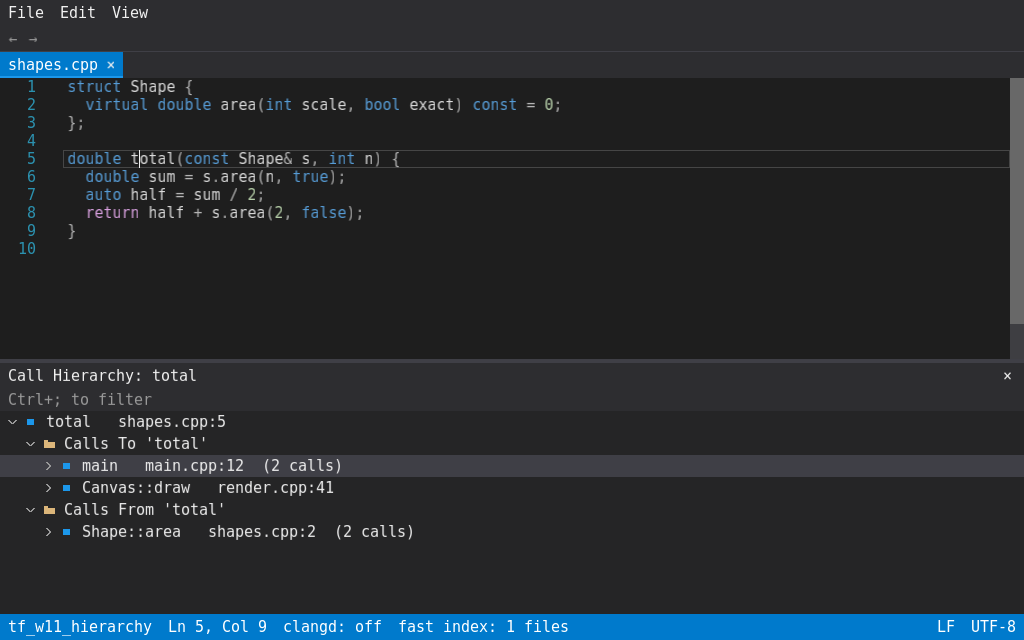 File Edit View
← →
shapes.cpp ×
1 struct Shape {
2 virtual double area(int scale, bool exact) const = 0;
3 };
4
5 double total(const Shape& s, int n) {
6 double sum = s.area(n, true);
7 auto half = sum / 2;
8 return half + s.area(2, false);
9 }
10
Call Hierarchy: total ×
Ctrl+; to filter
total shapes.cpp:5
Calls To 'total'
main main.cpp:12 (2 calls)
Canvas::draw render.cpp:41
Calls From 'total'
Shape::area shapes.cpp:2 (2 calls)
tf_w11_hierarchy Ln 5, Col 9 clangd: off fast index: 1 files LF UTF-8